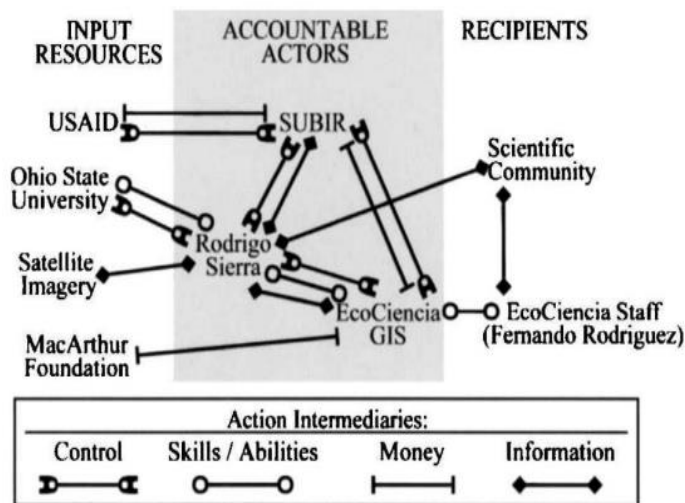 INPUT
RESOURCES
ACCOUNTABLE
ACTORS
RECIPIENTS
USAID
SUBIR
Scientific
Community
Ohio State
University
Rodrigo
Sierra
Satellite
Imagery
EcoCiencia
GIS
EcoCiencia Staff
(Fernando Rodriguez)
MacArthur
Foundation
Action Intermediaries:
Control
Skills / Abilities
Money
Information